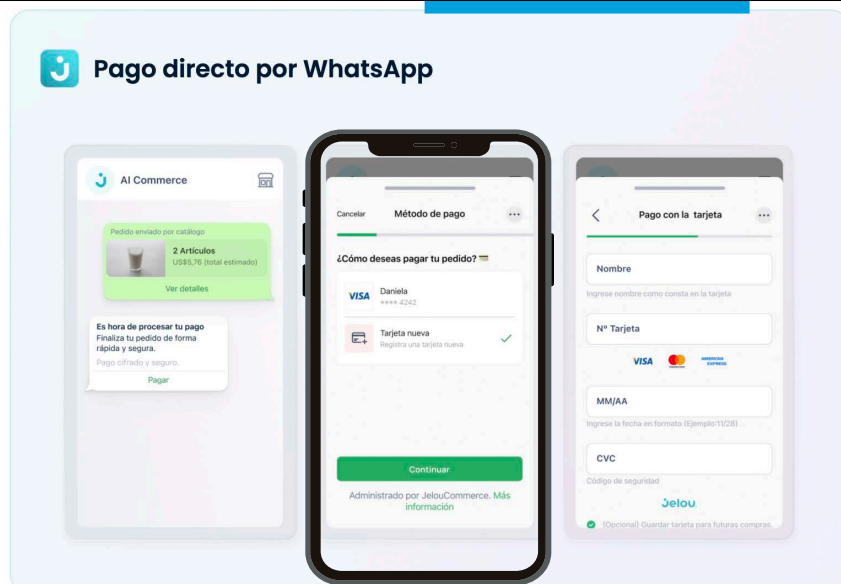 Pago directo por WhatsApp
AI Commerce
Pedido enviado por catálogo
2 Artículos
US$5,76 (total estimado)
Ver detalles
Es hora de procesar tu pago
Finaliza tu pedido de forma
rápida y segura.
Pago cifrado y seguro.
Pagar
Cancelar
Método de pago
¿Cómo deseas pagar tu pedido?
VISA
Daniela
**** 4242
Tarjeta nueva
Registra una tarjeta nueva
Continuar
Administrado por JelouCommerce. Más
información
Pago con la tarjeta
Nombre
Ingrese nombre como consta en la tarjeta
N° Tarjeta
VISA
AMERICAN
EXPRESS
MM/AA
Ingrese la fecha en formato (Ejemplo:11/28)
CVC
Código de seguridad
Jelou
(Opcional) Guardar tarjeta para futuras compras